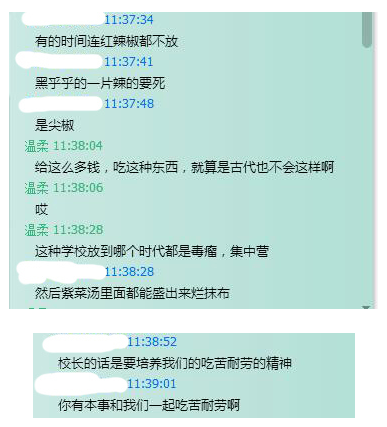 11:37:34
有的时间连红辣椒都不放
11:37:41
黑乎乎的一片辣的要死
11:37:48
是尖椒
温柔 11:38:04
给这么多钱，吃这种东西，就算是古代也不会这样啊
温柔 11:38:06
哎
温柔 11:38:28
这种学校放到哪个时代都是毒瘤，集中营
11:38:28
然后紫菜汤里面都能盛出来烂抹布
11:38:52
校长的话是要培养我们的吃苦耐劳的精神
11:39:01
你有本事和我们一起吃苦耐劳啊